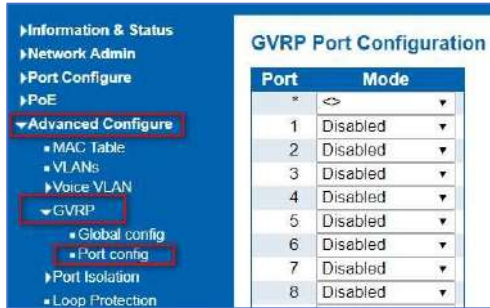 Information & Status
Network Admin
Port Configure
PoE
Advanced Configure
MAC Table
VLANs
Voice VLAN
GVRP
Global config
Port config
Port Isolation
Loop Protection
GVRP Port Configuration
Port Mode
* <>
1 Disabled
2 Disabled
3 Disabled
4 Disabled
5 Disabled
6 Disabled
7 Disabled
8 Disabled